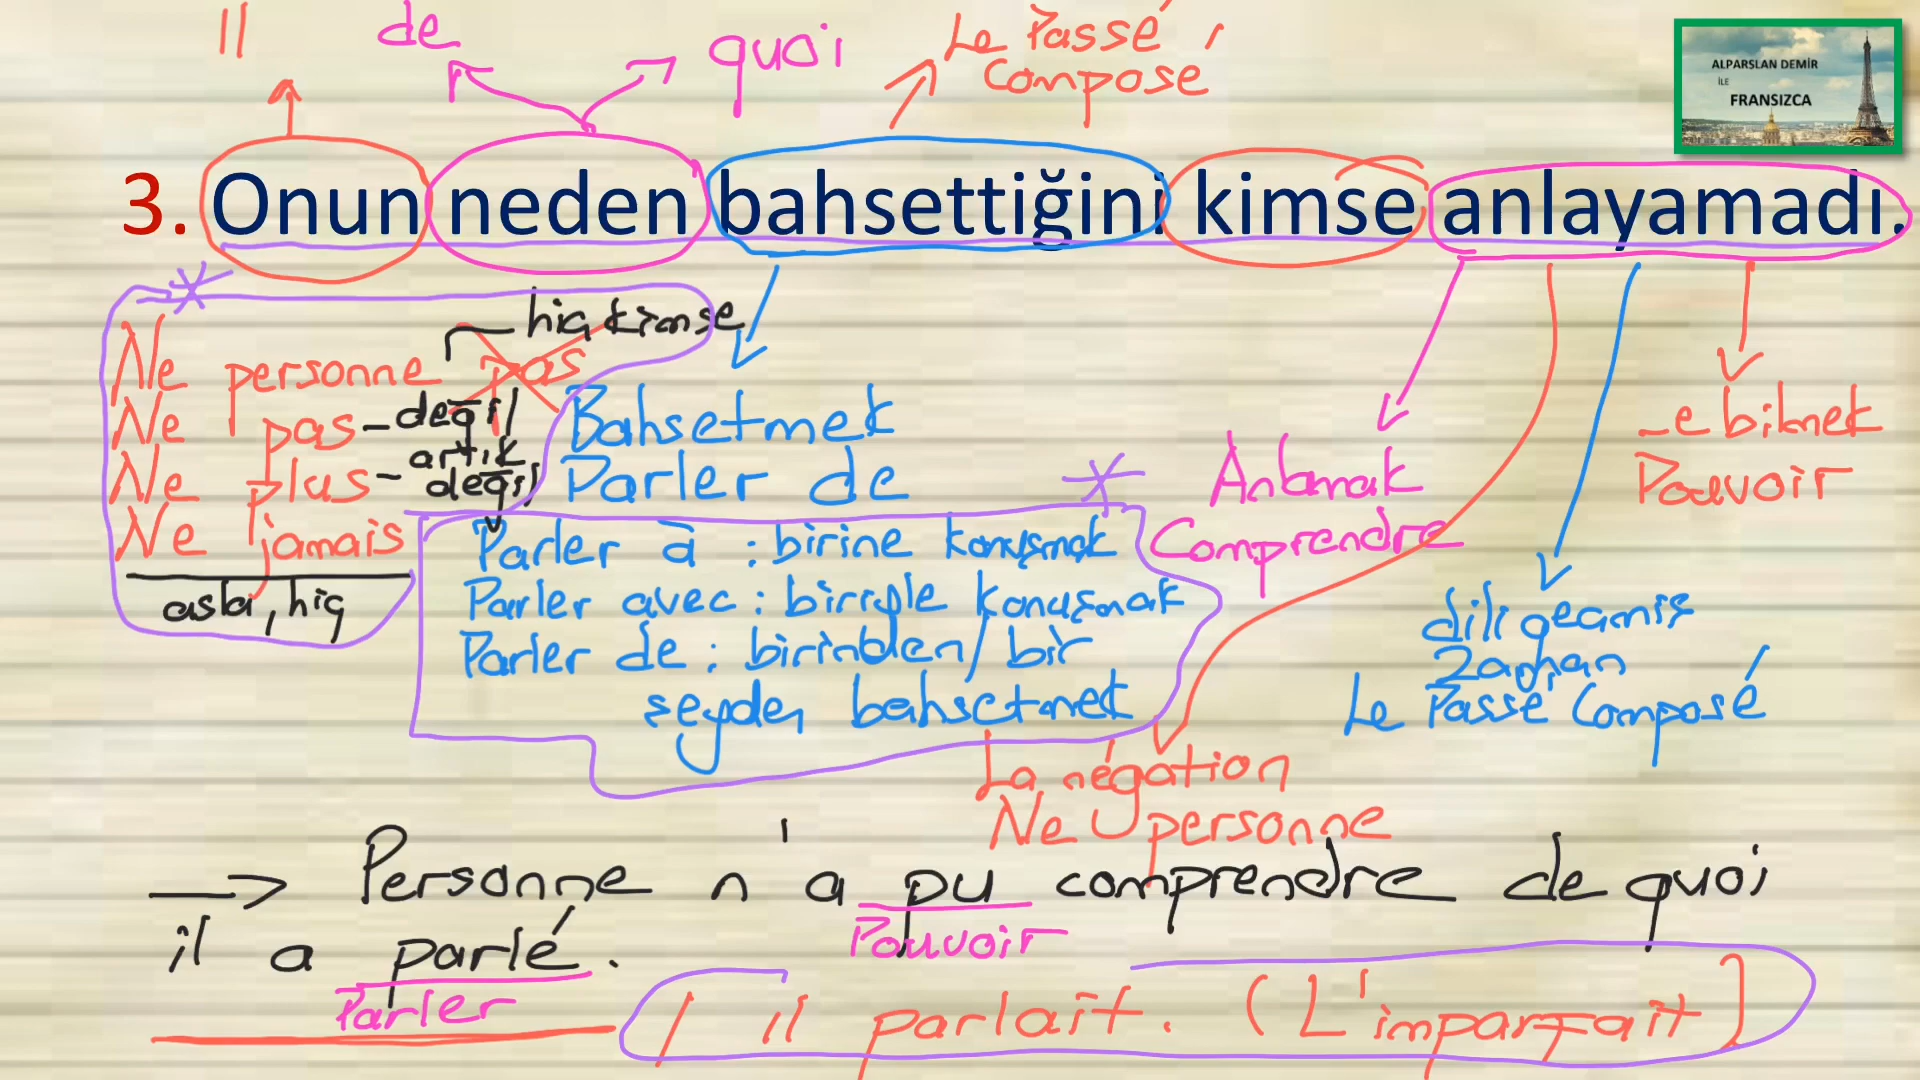 Il de quoi Le Passé
Composé
ALPARSLAN DEMİR
İLE
FRANSIZCA
3. Onun neden bahsettiğini kimse anlayamadı.
hiç kimse
Ne personne pas
Ne pas - değil
Ne plus - artık değil
Ne jamais
asla, hiç
Bahsetmek
Parler de
Parler à : birine konuşmak
Parler avec : biriyle konuşmak
Parler de : birinden / bir
şeyden bahsetmek
Anlamak
Comprendre
_e bilmek
Pouvoir
dili geçmiş
zaman
Le Passé Composé
La négation
Ne personne
→ Personne n'a pu comprendre de quoi
Pouvoir
il a parlé.
Parler
/ il parlait. (L'imparfait)